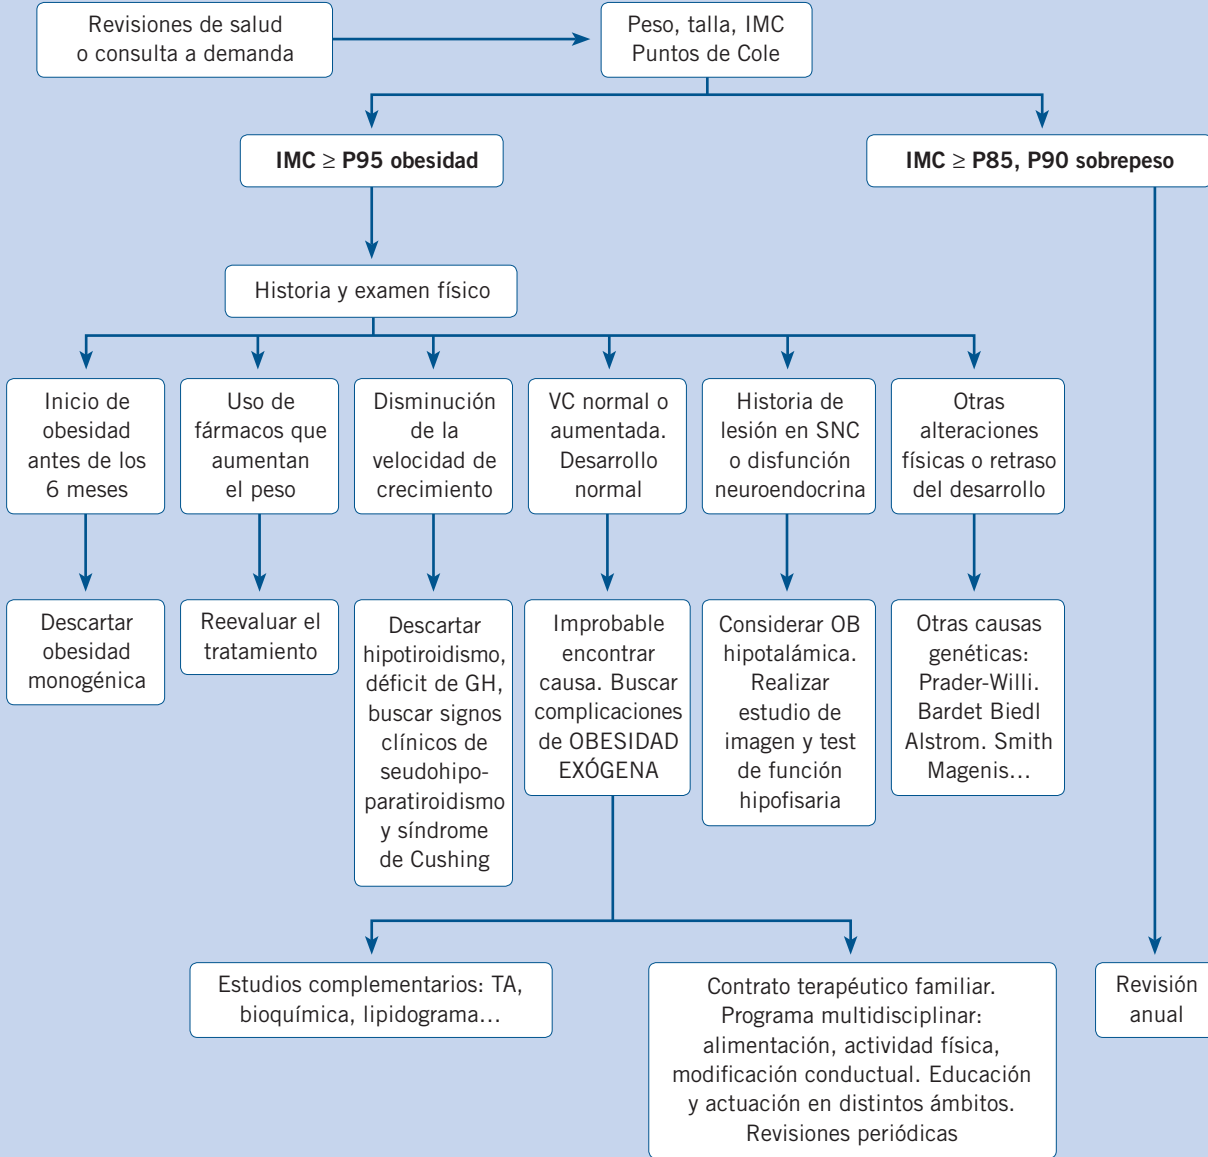 Revisiones de salud
o consulta a demanda
Peso, talla, IMC
Puntos de Cole
IMC ≥ P95 obesidad
IMC ≥ P85, P90 sobrepeso
Historia y examen físico
Inicio de
obesidad
antes de los
6 meses
Uso de
fármacos que
aumentan
el peso
Disminución
de la
velocidad de
crecimiento
VC normal o
aumentada.
Desarrollo
normal
Historia de
lesión en SNC
o disfunción
neuroendocrina
Otras
alteraciones
físicas o retraso
del desarrollo
Descartar
obesidad
monogénica
Reevaluar el
tratamiento
Descartar
hipotiroidismo,
déficit de GH,
buscar signos
clínicos de
seudohipo-
paratiroidismo
y síndrome
de Cushing
Improbable
encontrar
causa. Buscar
complicaciones
de OBESIDAD
EXÓGENA
Considerar OB
hipotalámica.
Realizar
estudio de
imagen y test
de función
hipofisaria
Otras causas
genéticas:
Prader-Willi.
Bardet Biedl
Alstrom. Smith
Magenis…
Estudios complementarios: TA,
bioquímica, lipidograma…
Contrato terapéutico familiar.
Programa multidisciplinar:
alimentación, actividad física,
modificación conductual. Educación
y actuación en distintos ámbitos.
Revisiones periódicas
Revisión
anual